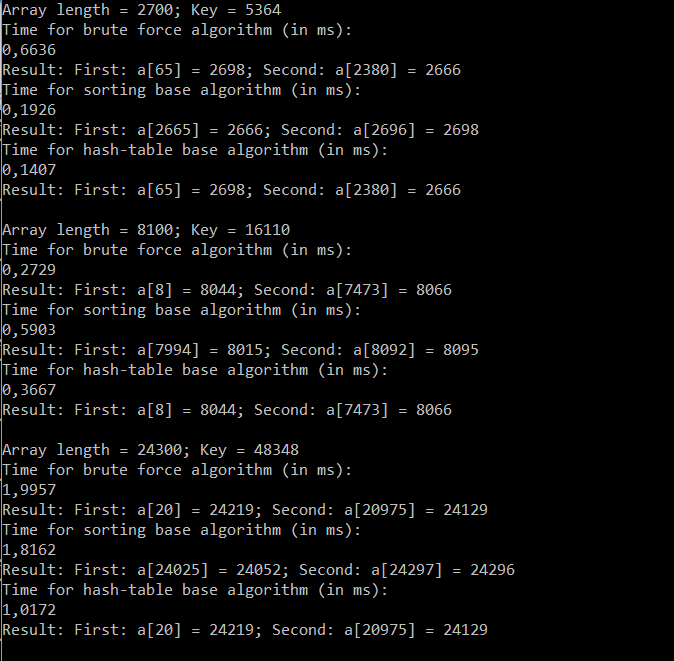 Array length = 2700; Key = 5364
Time for brute force algorithm (in ms):
0,6636
Result: First: a[65] = 2698; Second: a[2380] = 2666
Time for sorting base algorithm (in ms):
0,1926
Result: First: a[2665] = 2666; Second: a[2696] = 2698
Time for hash-table base algorithm (in ms):
0,1407
Result: First: a[65] = 2698; Second: a[2380] = 2666
Array length = 8100; Key = 16110
Time for brute force algorithm (in ms):
0,2729
Result: First: a[8] = 8044; Second: a[7473] = 8066
Time for sorting base algorithm (in ms):
0,5903
Result: First: a[7994] = 8015; Second: a[8092] = 8095
Time for hash-table base algorithm (in ms):
0,3667
Result: First: a[8] = 8044; Second: a[7473] = 8066
Array length = 24300; Key = 48348
Time for brute force algorithm (in ms):
1,9957
Result: First: a[20] = 24219; Second: a[20975] = 24129
Time for sorting base algorithm (in ms):
1,8162
Result: First: a[24025] = 24052; Second: a[24297] = 24296
Time for hash-table base algorithm (in ms):
1,0172
Result: First: a[20] = 24219; Second: a[20975] = 24129